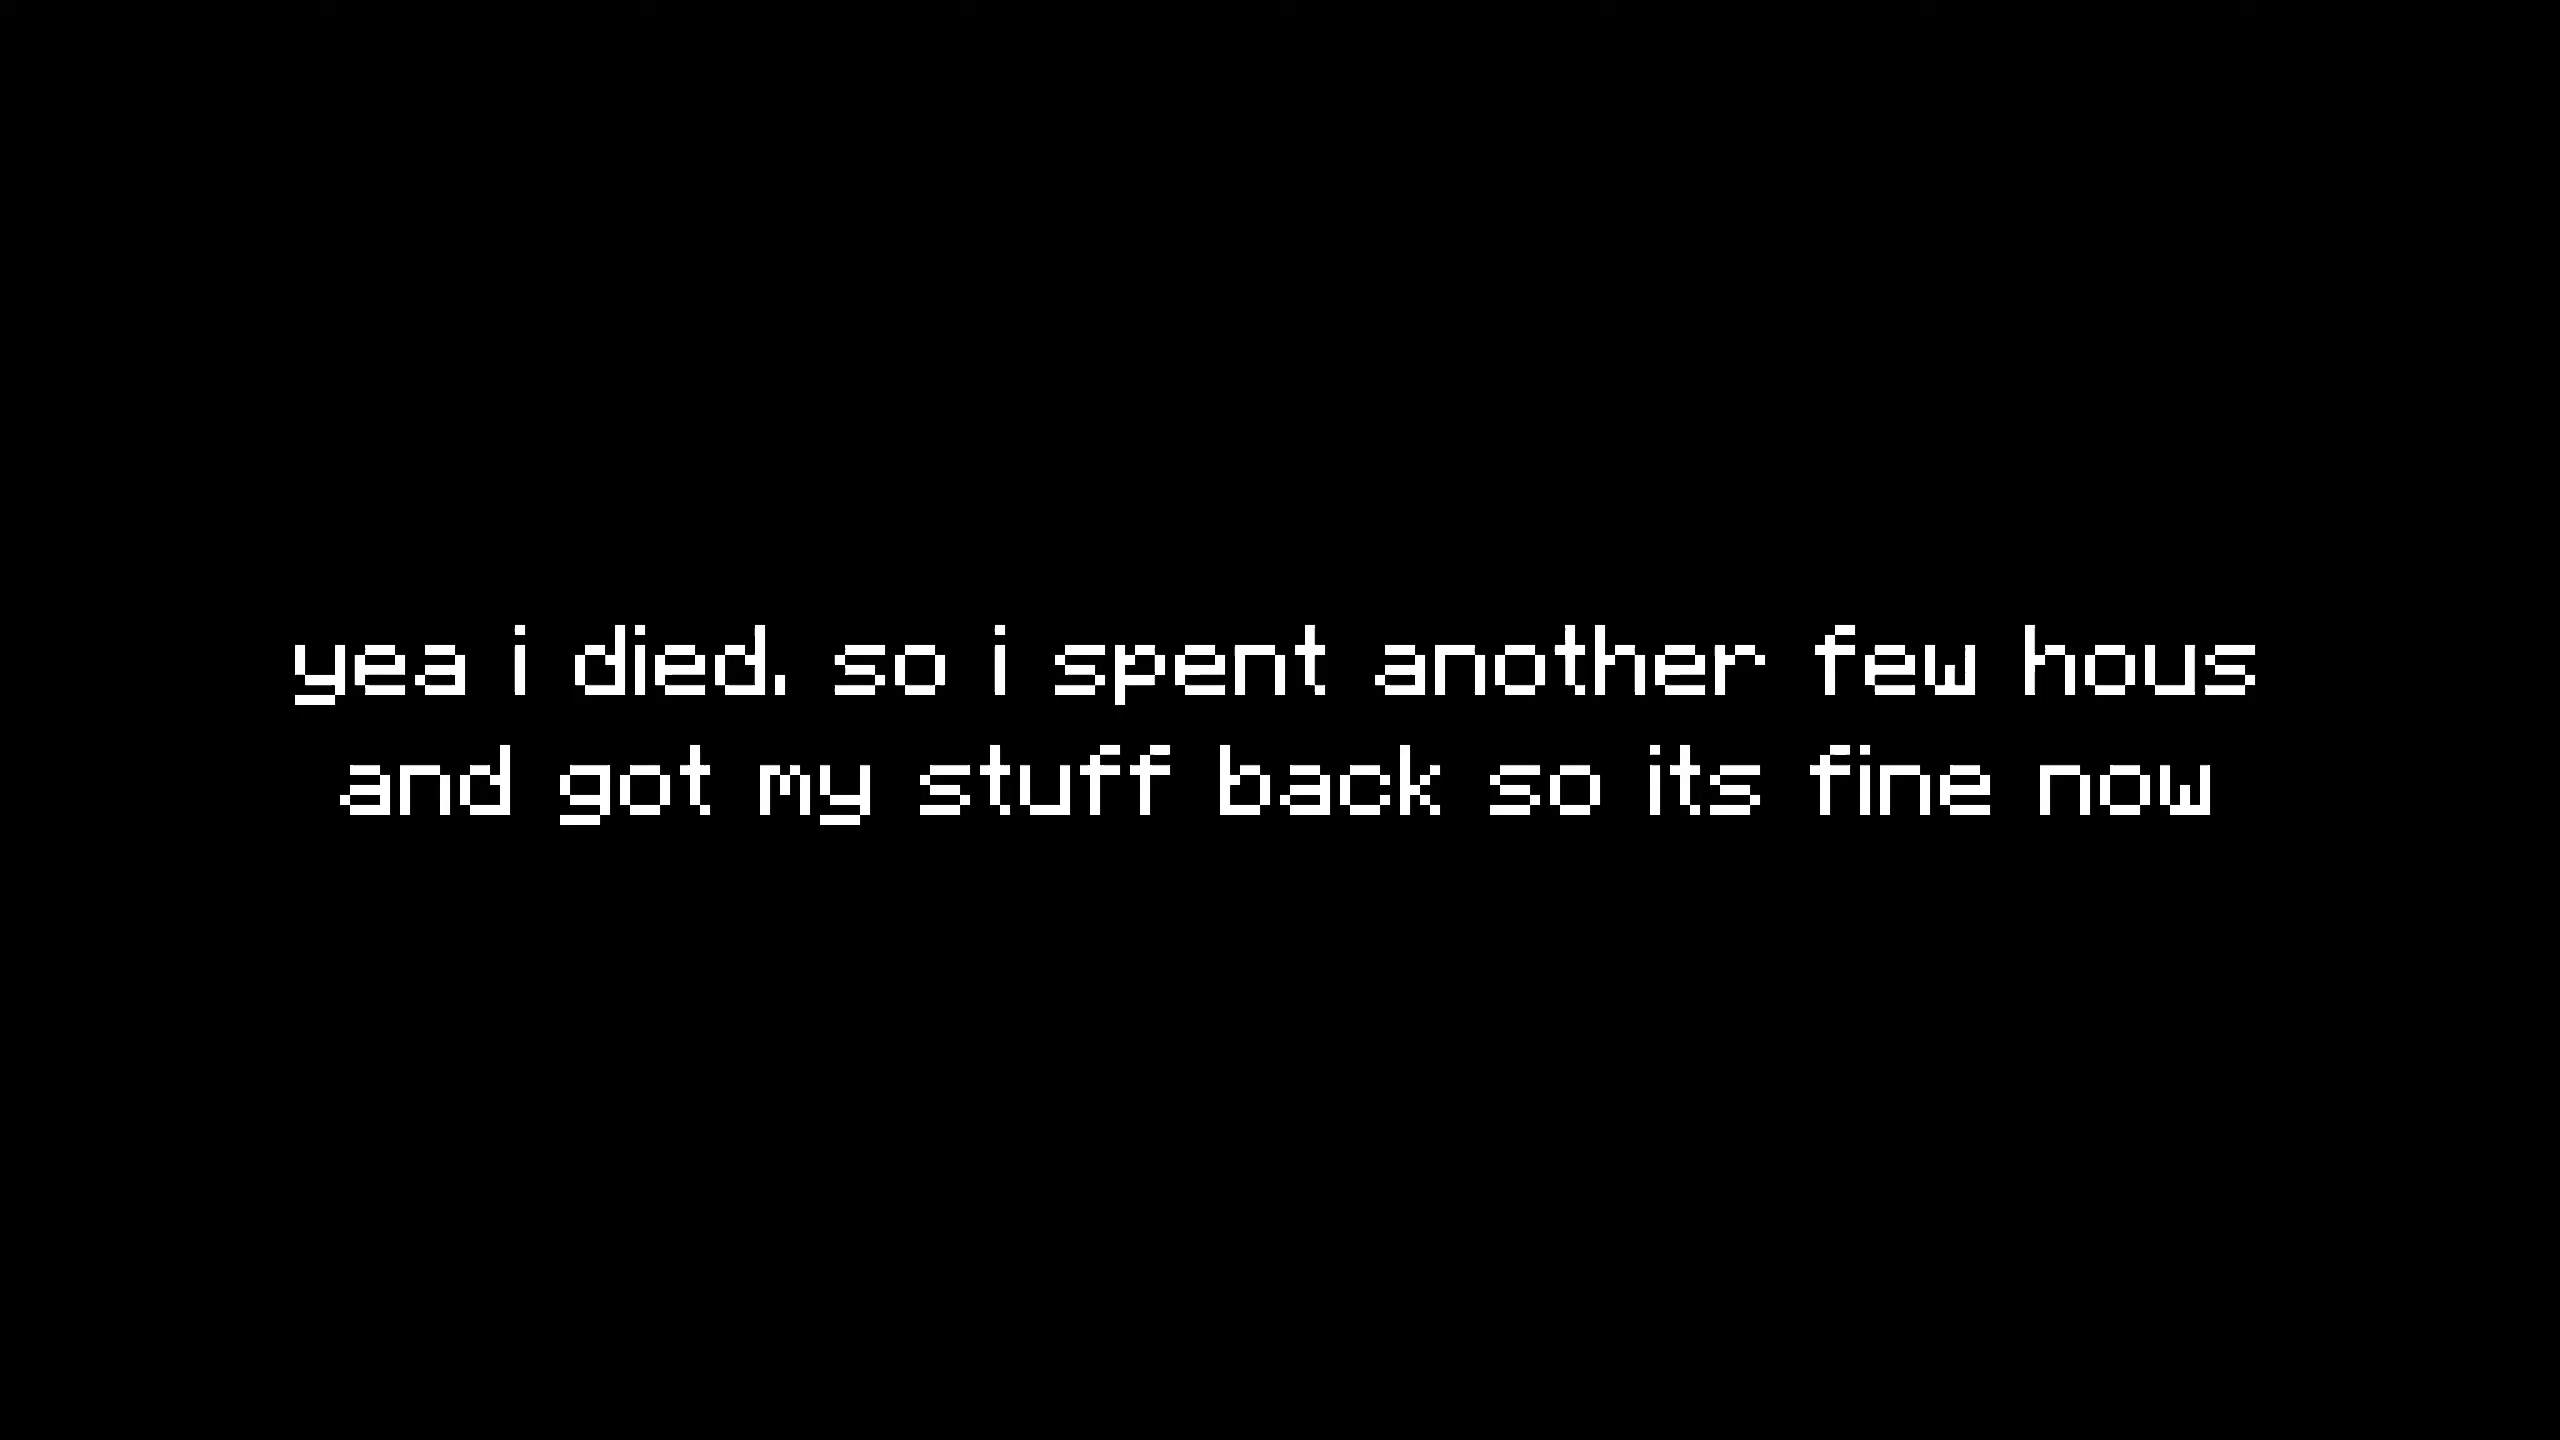 yea i died. so i spent another few hous
and got my stuff back so its fine now